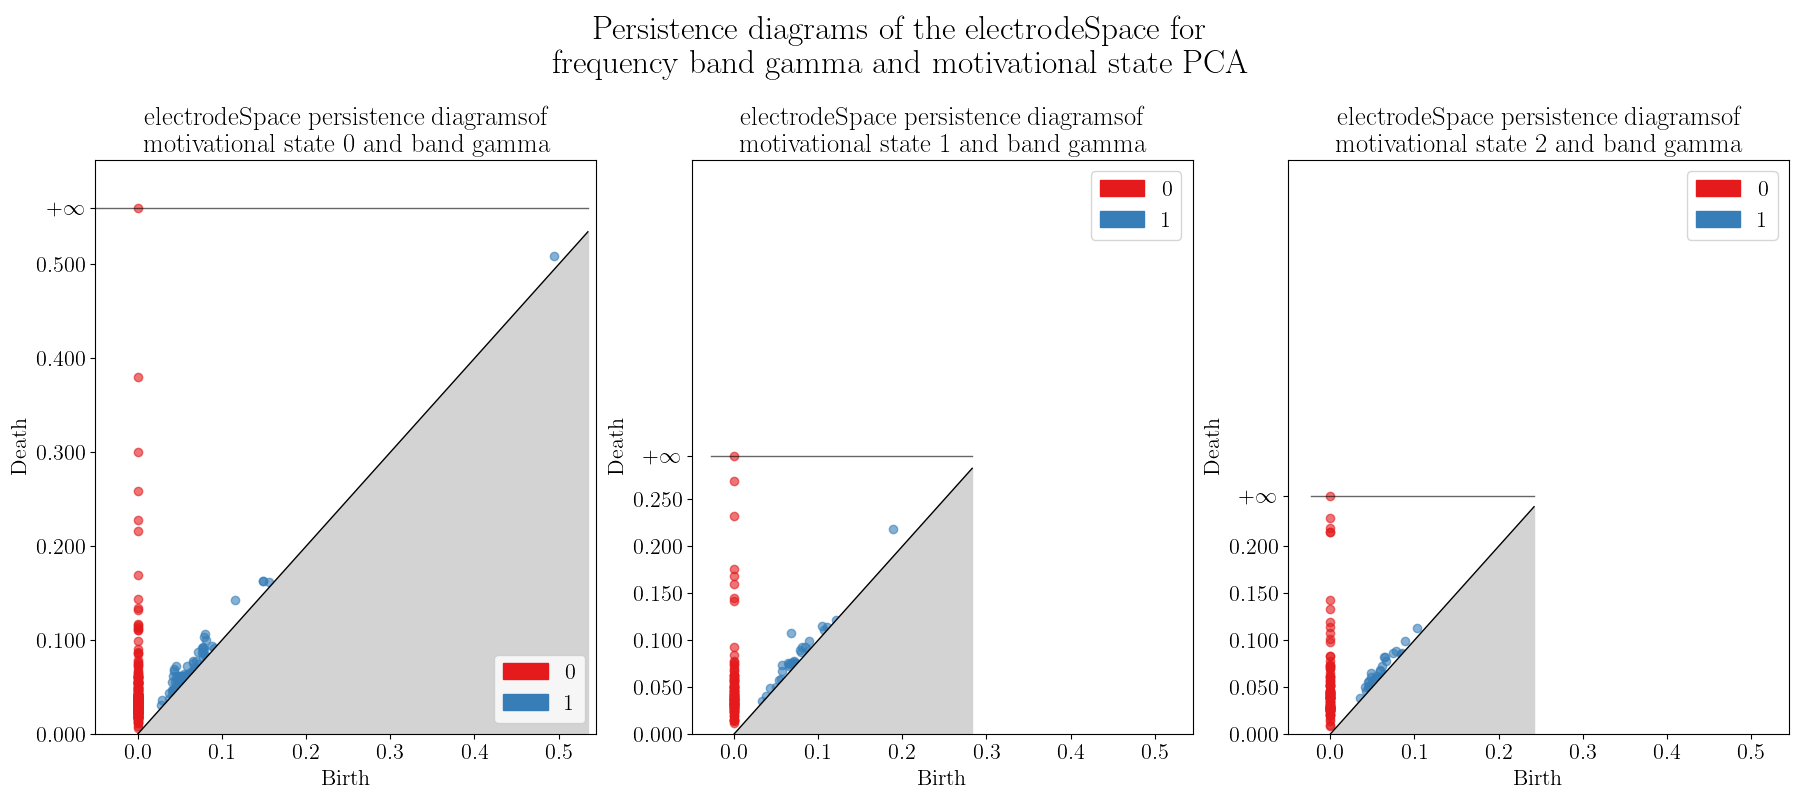 Persistence diagrams of the electrodeSpace for
frequency band gamma and motivational state PCA
electrodeSpace persistence diagramsof
motivational state 0 and band gamma
+∞
0.500
0.400
0.300
0.200
0.100
0.000
Death
0.0 0.1 0.2 0.3 0.4 0.5
Birth
0
1
electrodeSpace persistence diagramsof
motivational state 1 and band gamma
0
1
+∞
0.250
0.200
0.150
0.100
0.050
0.000
Death
0.0 0.1 0.2 0.3 0.4 0.5
Birth
electrodeSpace persistence diagramsof
motivational state 2 and band gamma
0
1
+∞
0.200
0.150
0.100
0.050
0.000
Death
0.0 0.1 0.2 0.3 0.4 0.5
Birth